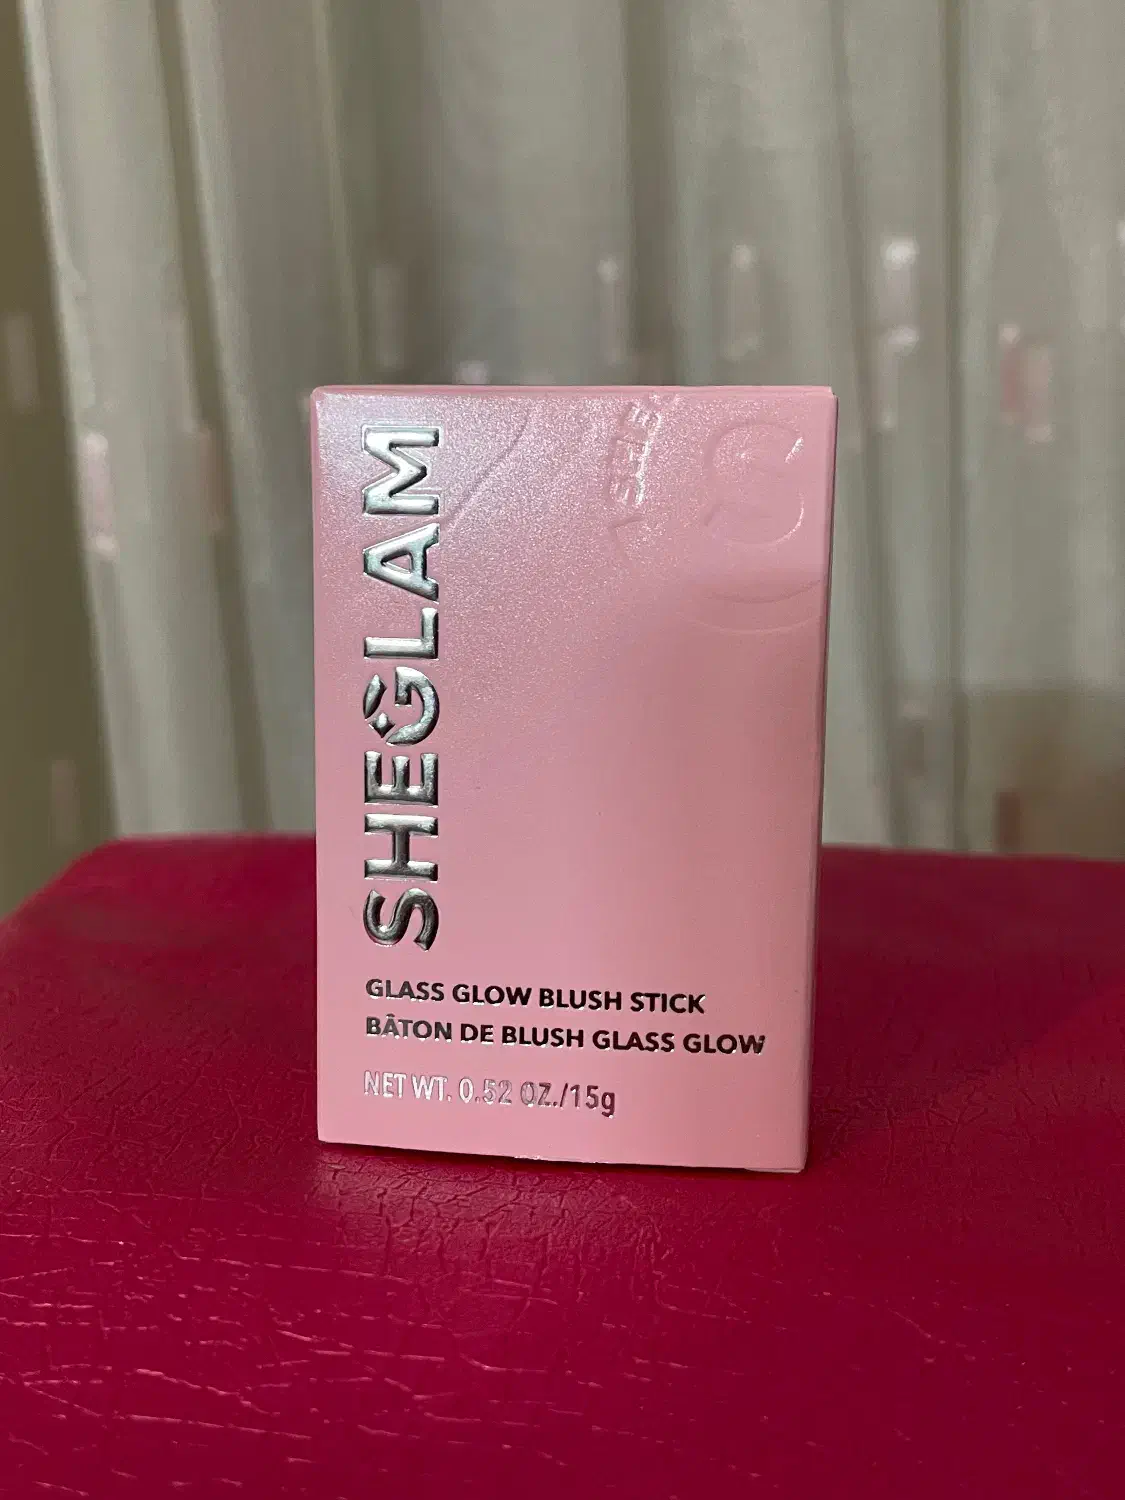 SHEGLAM
GLASS GLOW BLUSH STICK
BÂTON DE BLUSH GLASS GLOW
NET WT. 0.52 OZ./15g